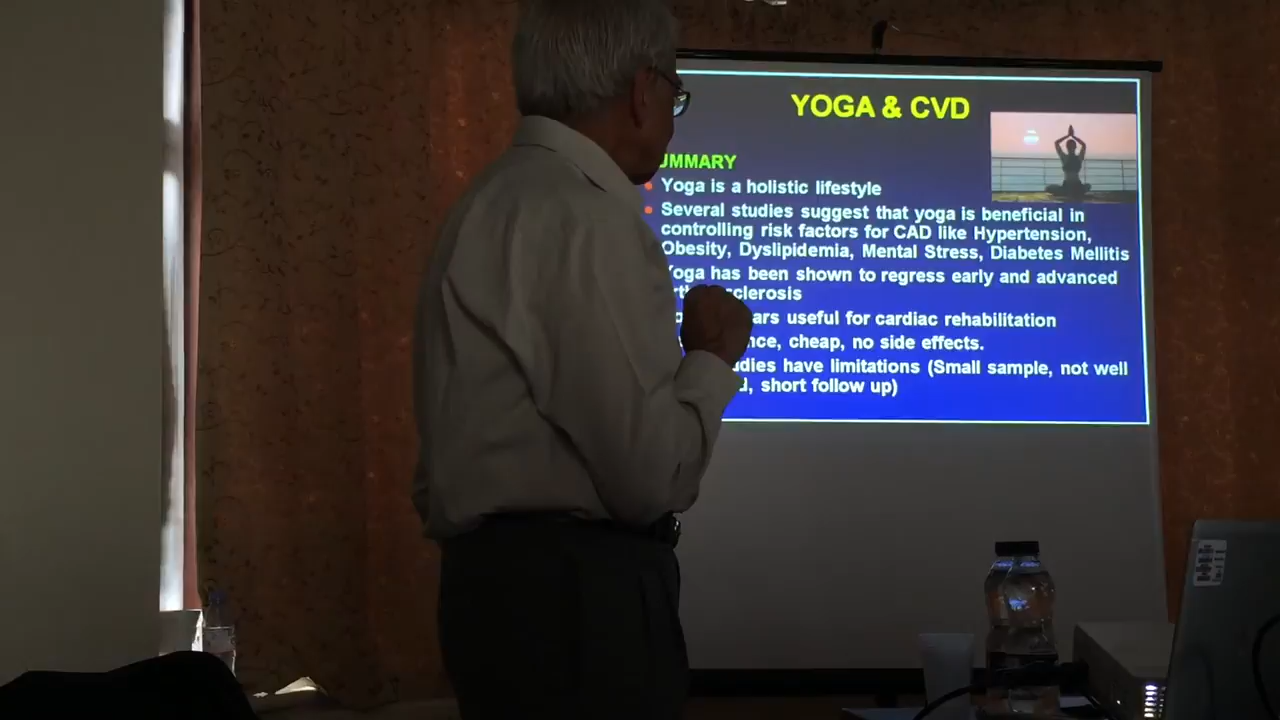 YOGA & CVD
UMMARY
Yoga is a holistic lifestyle
Several studies suggest that yoga is beneficial in
controlling risk factors for CAD like Hypertension,
Obesity, Dyslipidemia, Mental Stress, Diabetes Mellitis
Yoga has been shown to regress early and advanced
clerosis
ars useful for cardiac rehabilitation
nce, cheap, no side effects.
udies have limitations (Small sample, not well
d, short follow up)